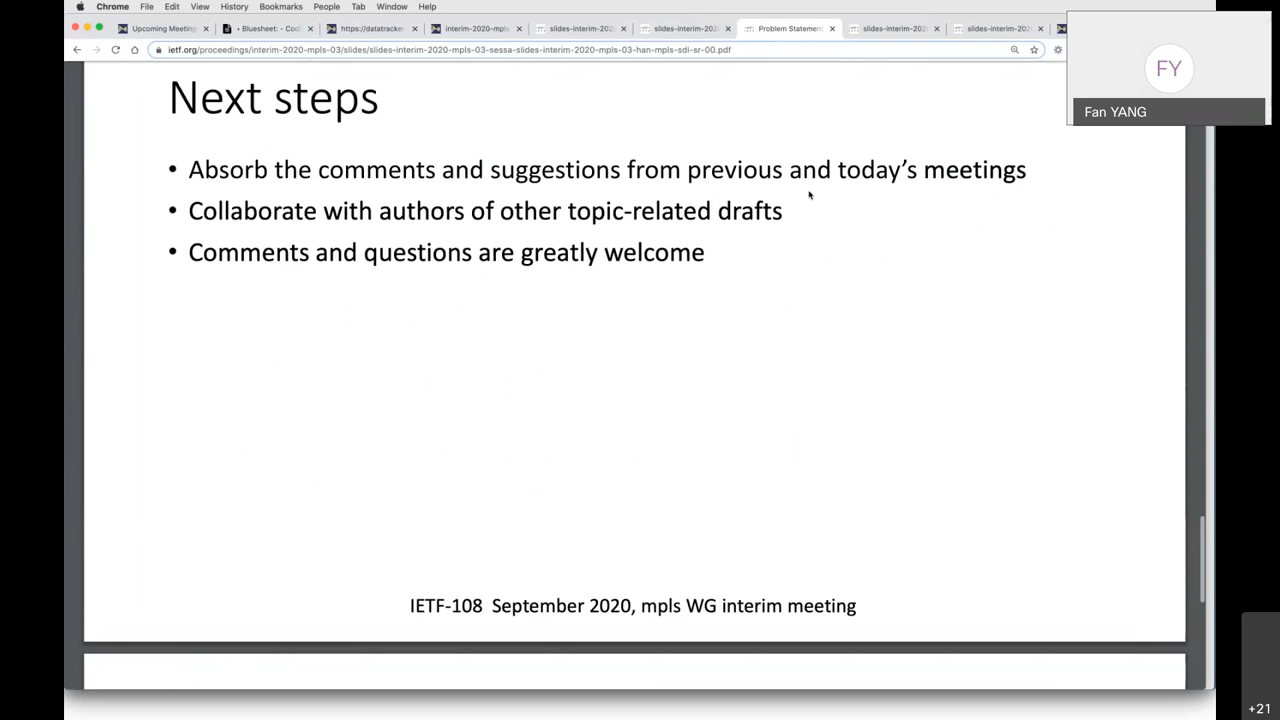 Chrome File Edit View History Bookmarks People Tab Window Help
Upcoming Meeting Bluesheet: - Codi https://datatracker interim-2020-mpls slides-interim-202 slides-interim-202 Problem Statement slides-interim-202 slides-interim-202
ietf.org/proceedings/interim-2020-mpls-03/slides/slides-interim-2020-mpls-03-sessa-slides-interim-2020-mpls-03-han-mpls-sdi-sr-00.pdf
FY
Fan YANG
Next steps
• Absorb the comments and suggestions from previous and today's meetings
• Collaborate with authors of other topic-related drafts
• Comments and questions are greatly welcome
IETF-108 September 2020, mpls WG interim meeting
+21